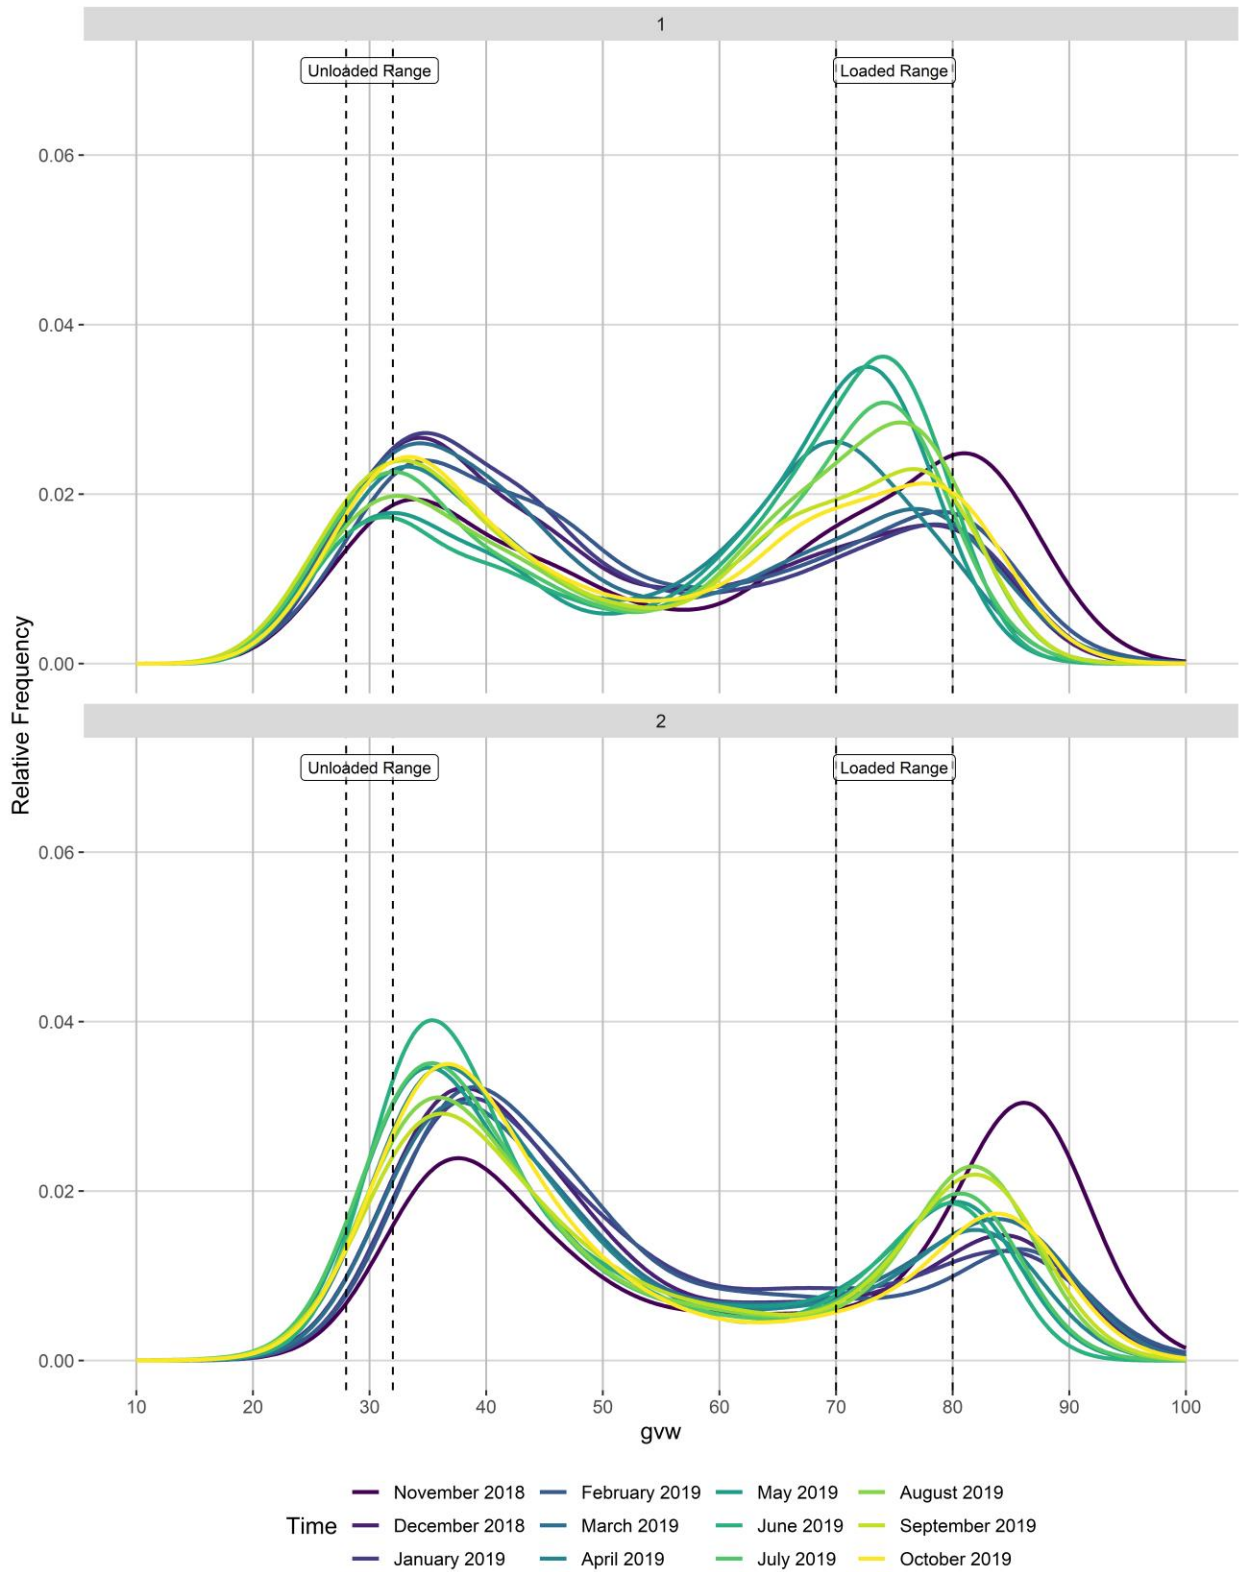 1
Unloaded Range Loaded Range
0.06
0.04
0.02
0.00
Relative Frequency
2
Unloaded Range Loaded Range
0.06
0.04
0.02
0.00
10 20 30 40 50 60 70 80 90 100
gvw
Time
November 2018 February 2019 May 2019 August 2019
December 2018 March 2019 June 2019 September 2019
January 2019 April 2019 July 2019 October 2019